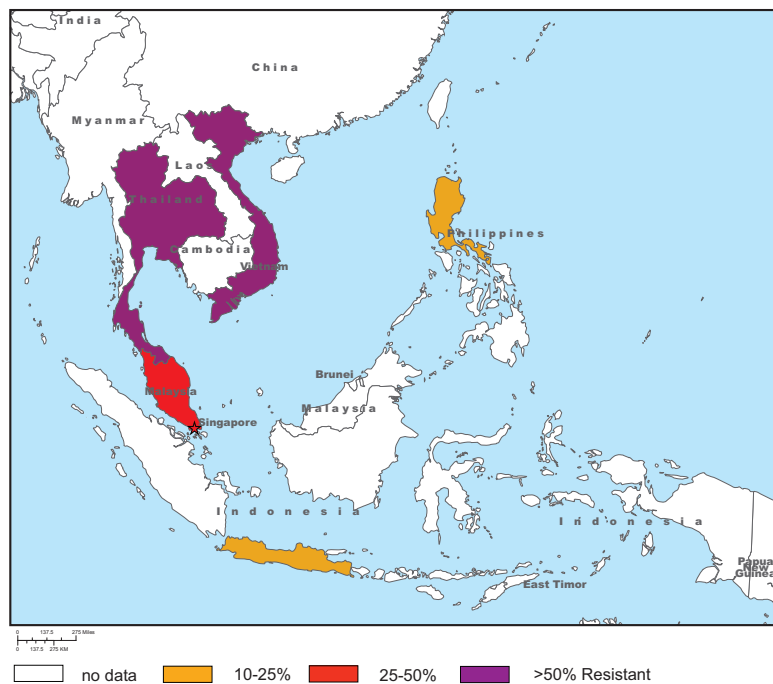 India
China
Myanmar
Laos
Thailand
Philippines
Cambodia
Vietnam
Brunei
Malaysia
Malaysia
Singapore
Indonesia
Indonesia
Papua
New
Guinea
East Timor
0 137.5 275 Miles
0 137.5 275 KM
no data 10-25% 25-50% >50% Resistant